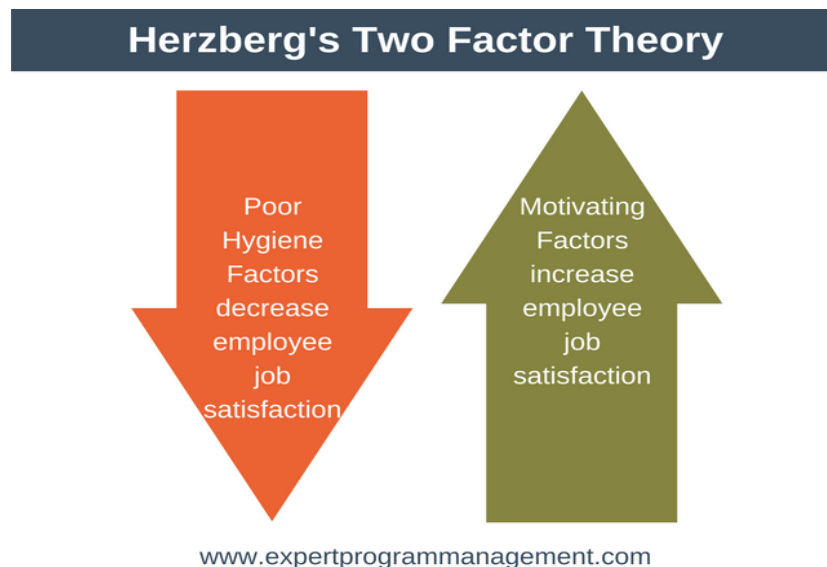 Herzberg's Two Factor Theory
Poor
Hygiene
Factors
decrease
employee
job
satisfaction
Motivating
Factors
increase
employee
job
satisfaction
www.expertprogrammanagement.com